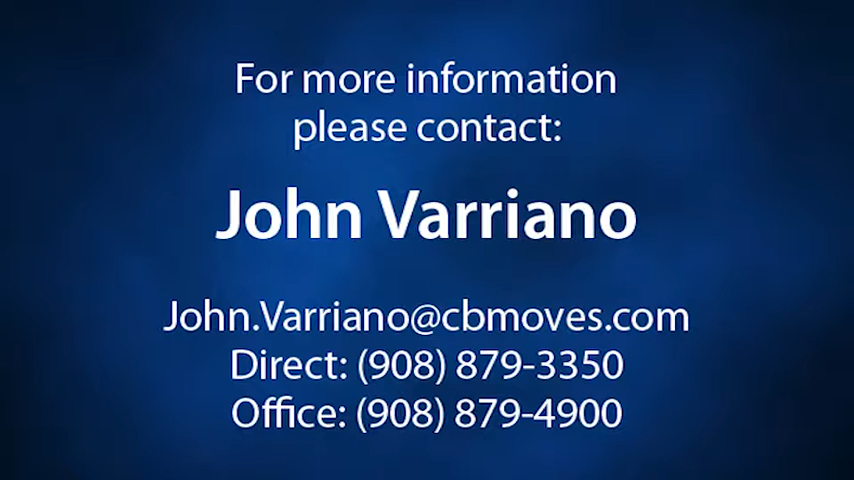 For more information
please contact:
John Varriano
John.Varriano@cbmoves.com
Direct: (908) 879-3350
Office: (908) 879-4900